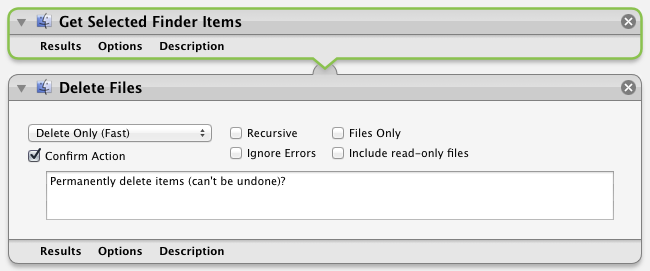 Get Selected Finder Items
Results Options Description
Delete Files
Delete Only (Fast) Recursive Files Only
Confirm Action Ignore Errors Include read-only files
Permanently delete items (can't be undone)?
Results Options Description